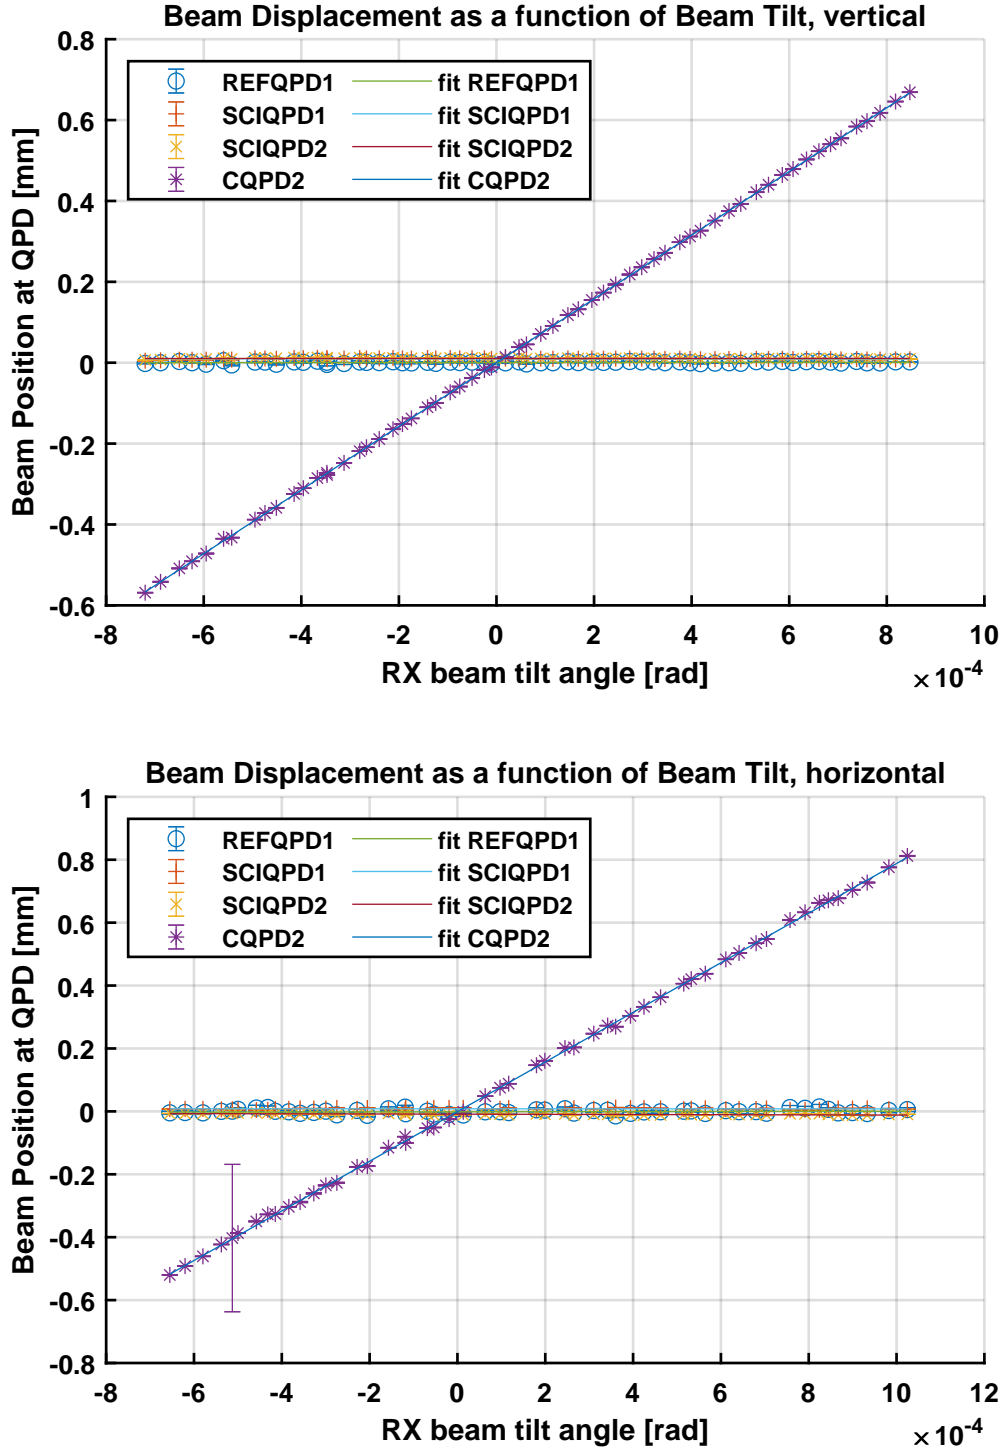 Beam Displacement as a function of Beam Tilt, vertical
Beam Position at QPD [mm]
0.8
0.6
0.4
0.2
0
-0.2
-0.4
-0.6
REFQPD1 fit REFQPD1
SCIQPD1 fit SCIQPD1
SCIQPD2 fit SCIQPD2
CQPD2 fit CQPD2
-8 -6 -4 -2 0 2 4 6 8 10
RX beam tilt angle [rad]
×10-4
Beam Displacement as a function of Beam Tilt, horizontal
Beam Position at QPD [mm]
1
0.8
0.6
0.4
0.2
0
-0.2
-0.4
-0.6
-0.8
REFQPD1 fit REFQPD1
SCIQPD1 fit SCIQPD1
SCIQPD2 fit SCIQPD2
CQPD2 fit CQPD2
-8 -6 -4 -2 0 2 4 6 8 10 12
RX beam tilt angle [rad]
×10-4